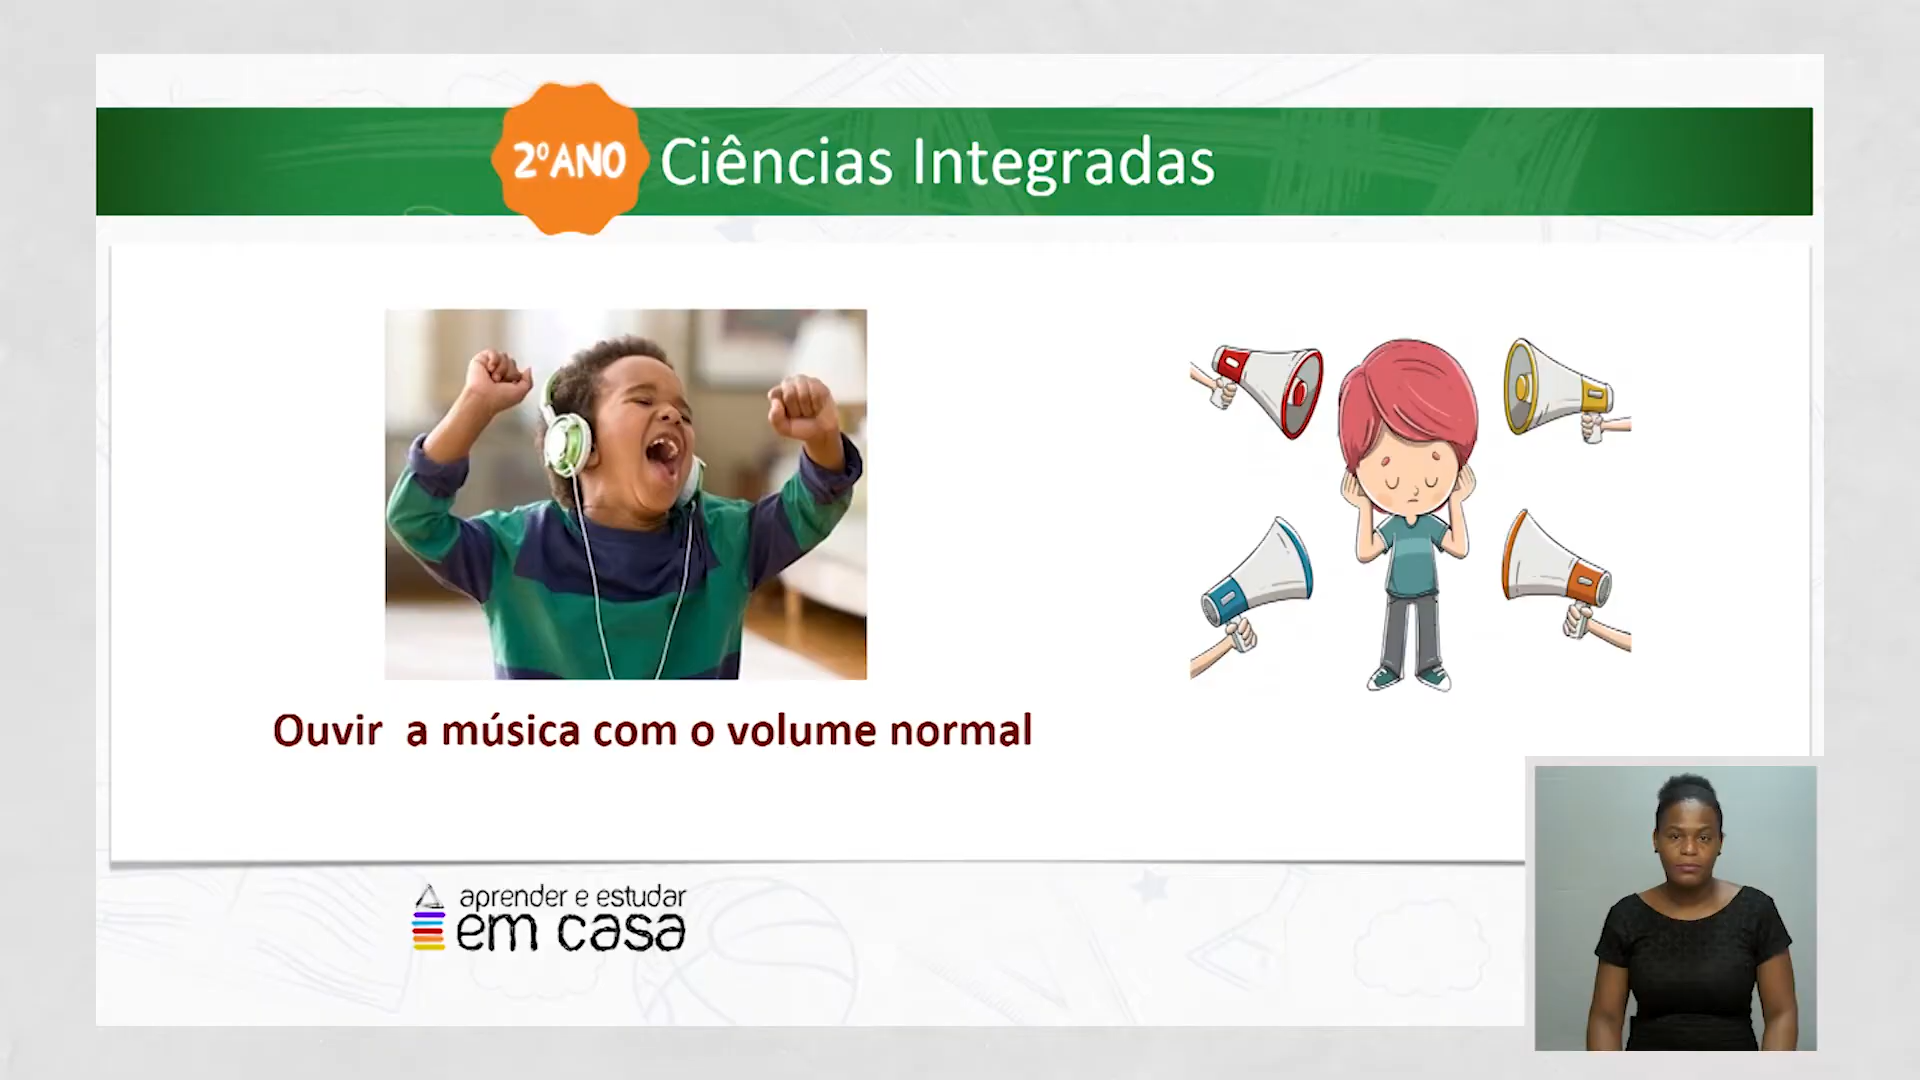 2ºANO Ciências Integradas
Ouvir a música com o volume normal
aprender e estudar
em casa